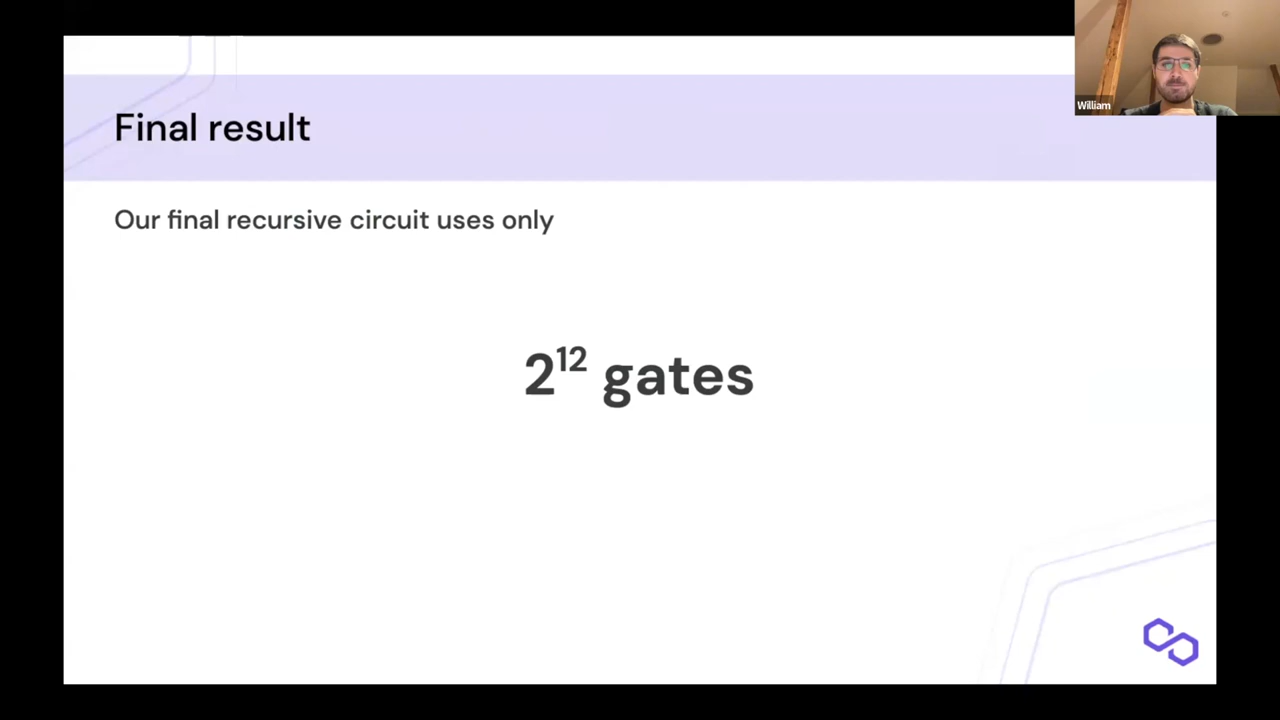 William
Final result
Our final recursive circuit uses only
2¹² gates